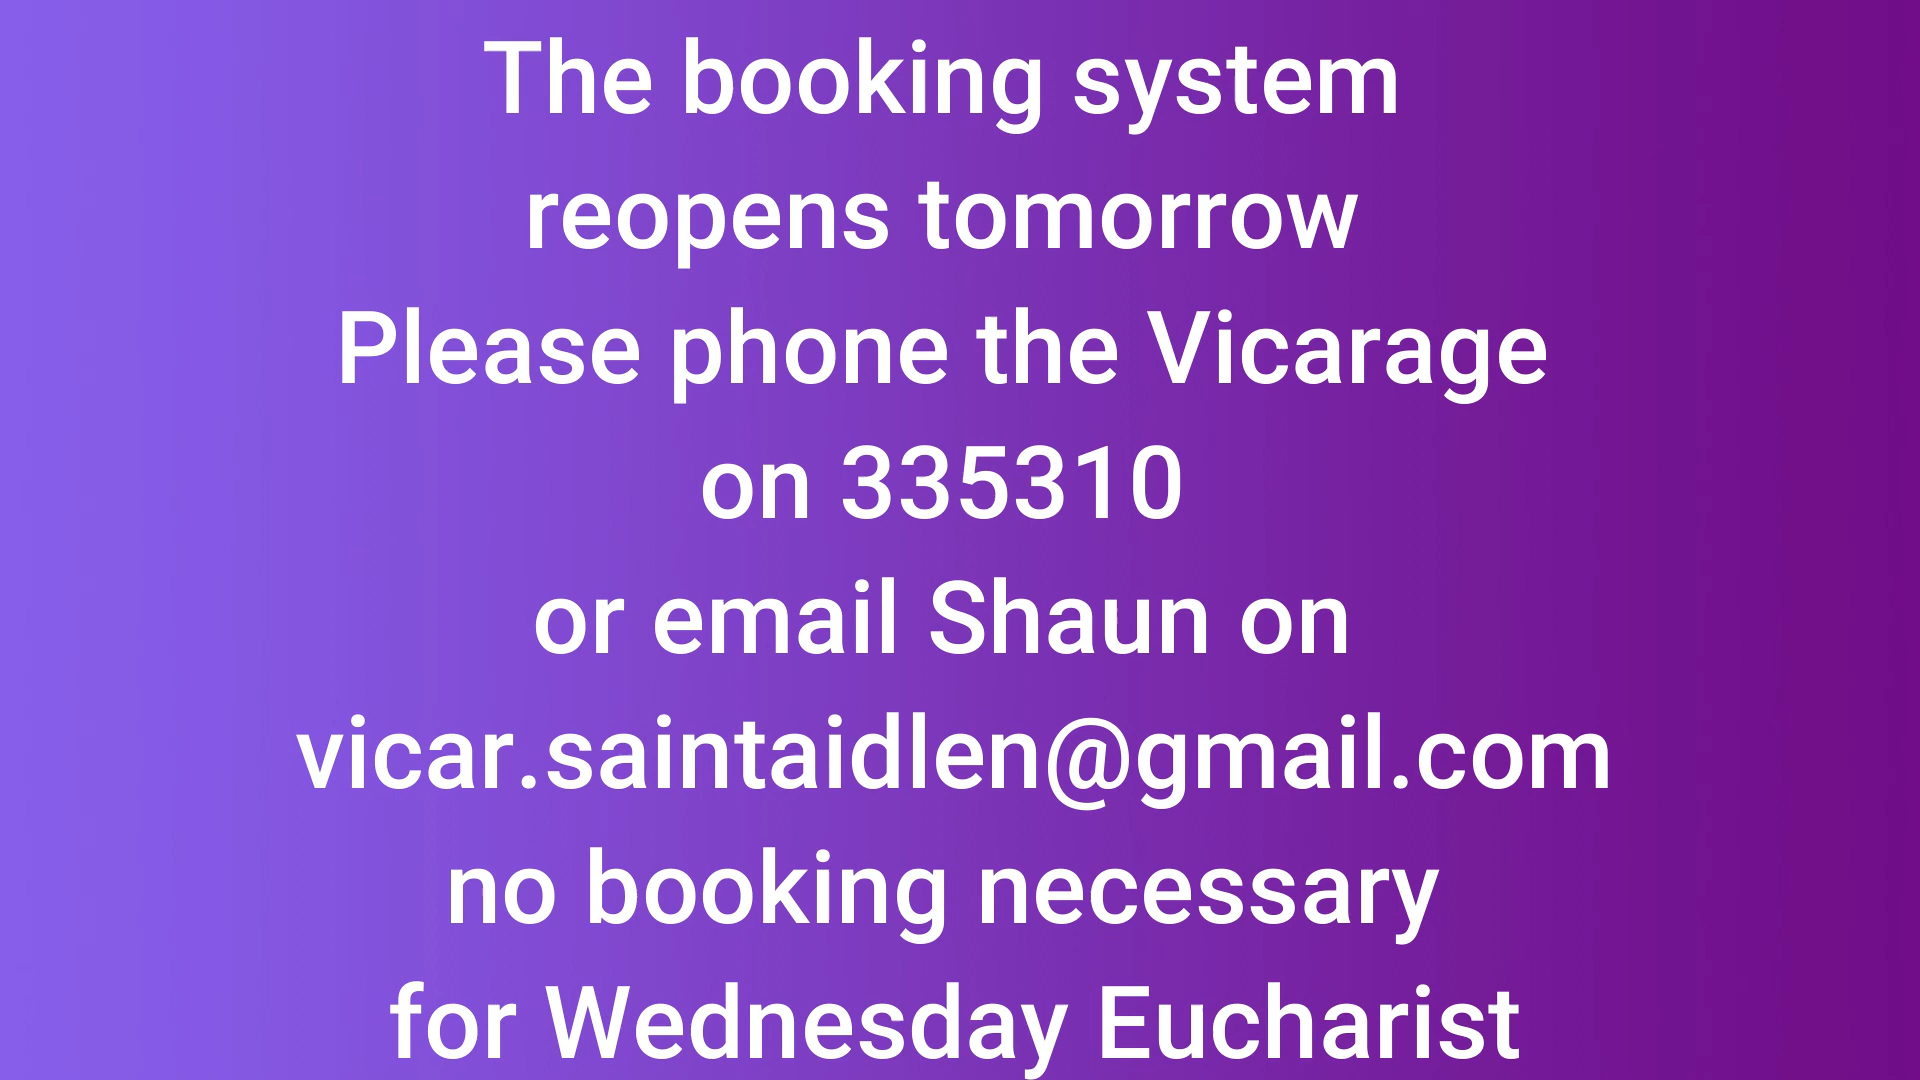 The booking system
reopens tomorrow
Please phone the Vicarage
on 335310
or email Shaun on
vicar.saintaidlen@gmail.com
no booking necessary
for Wednesday Eucharist